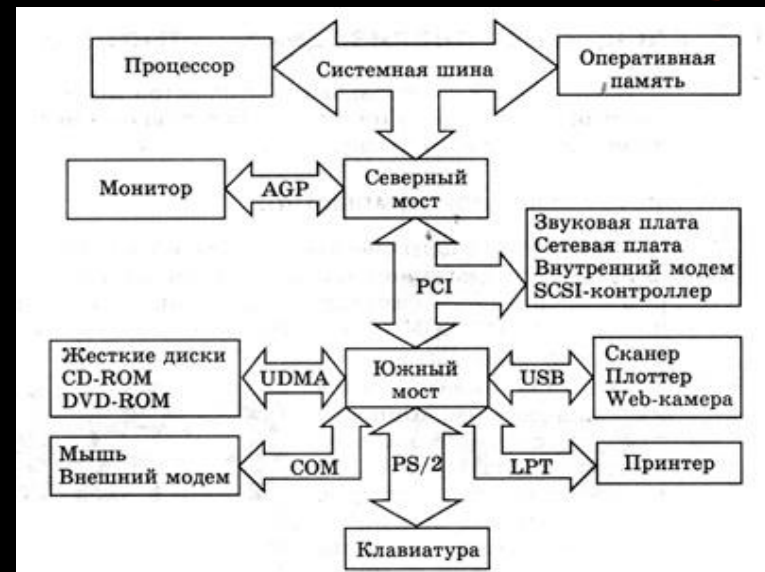 Процессор
Системная шина
Оперативная
память
Монитор
AGP
Северный
мост
Звуковая плата
Сетевая плата
Внутренний модем
SCSI-контроллер
PCI
Жесткие диски
CD-ROM
DVD-ROM
UDMA
Южный
мост
USB
Сканер
Плоттер
Web-камера
Мышь
Внешний модем
COM
PS/2
LPT
Принтер
Клавиатура